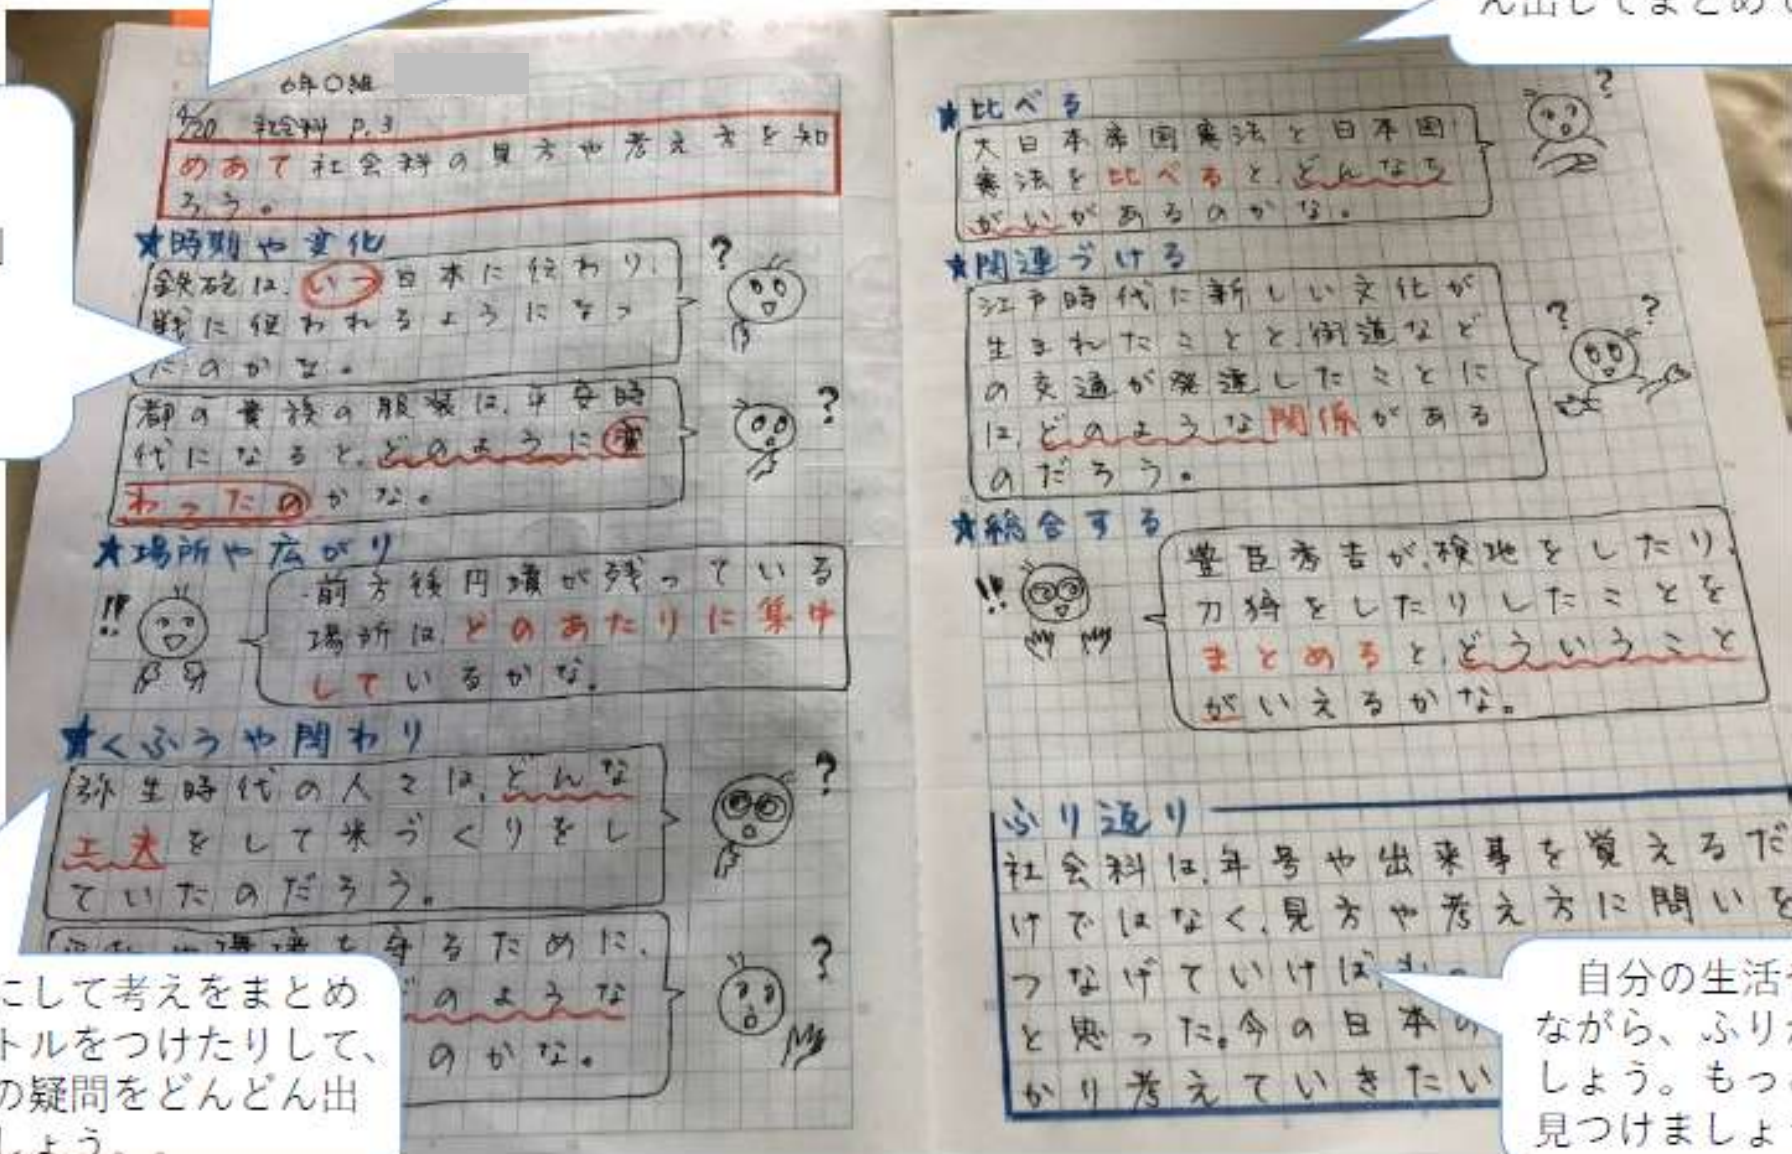 6年〇組
4/20 社会科 P.3
めあて社会科の見方や考え方を知
ろう。
★時期や変化
鉄砲は、いつ日本に伝わり、
戦に使われるようになっ
たのかな。
都の貴族の服装は、平安時
代になると、どのように変
わったのかな。
★場所や広がり
前方後円墳が残っている
場所は、どのあたりに集中
しているかな。
★くふうや関わり
弥生時代の人々は、どんな
工夫をして米づくりをし
ていたのだろう。
環境を守るために、
どのような
のかな。
★比べる
大日本帝国憲法と日本国
憲法を比べると、どんなち
がいがあるのかな。
★関連づける
江戸時代に新しい文化が
生まれたことと、街道など
の交通が発達したことに
は、どのような関係がある
のだろう。
★総合する
豊臣秀吉が、検地をしたり、
刀狩をしたりしたことを
まとめると、どういうこと
がいえるかな。
ふり返り
社会科は、年号や出来事を覚えるだ
けではなく、見方や考え方に問いを
つなげていけば
と思った。今の日本の
かり考えていきたい
ん出してまとめて
にして考えをまとめ
トルをつけたりして、
の疑問をどんどん出
しょう。
自分の生活
ながら、ふり
しょう。もっ
見つけましょ